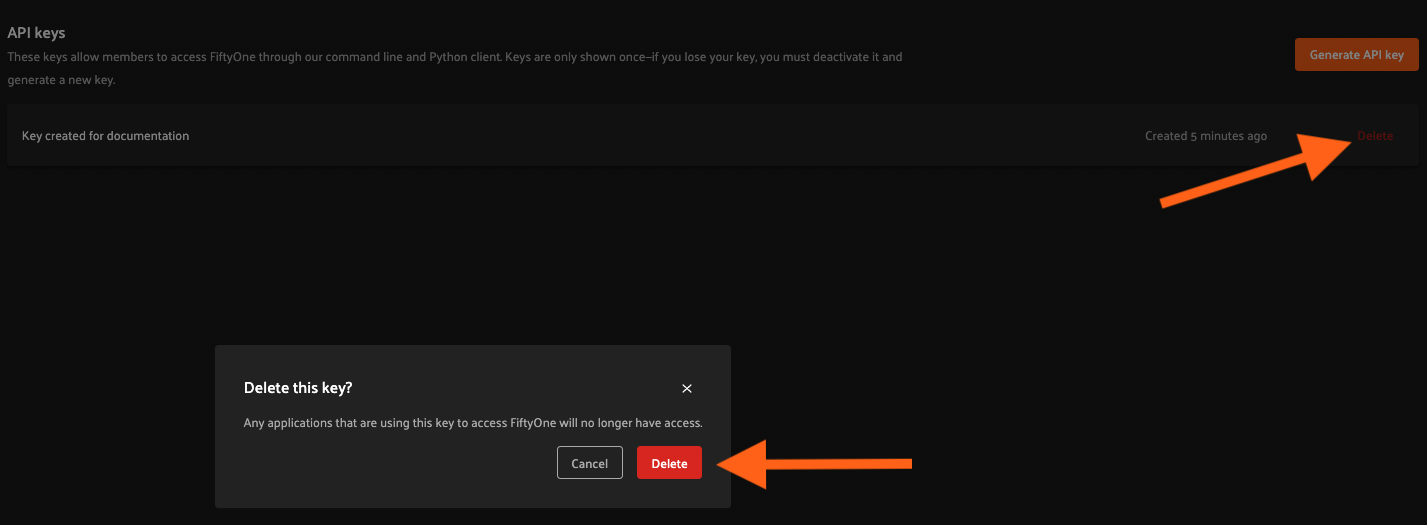 API keys
These keys allow members to access FiftyOne through our command line and Python client. Keys are only shown once–if you lose your key, you must deactivate it and
generate a new key.
Generate API key
Key created for documentation
Created 5 minutes ago
Delete
Delete this key?
Any applications that are using this key to access FiftyOne will no longer have access.
Cancel
Delete